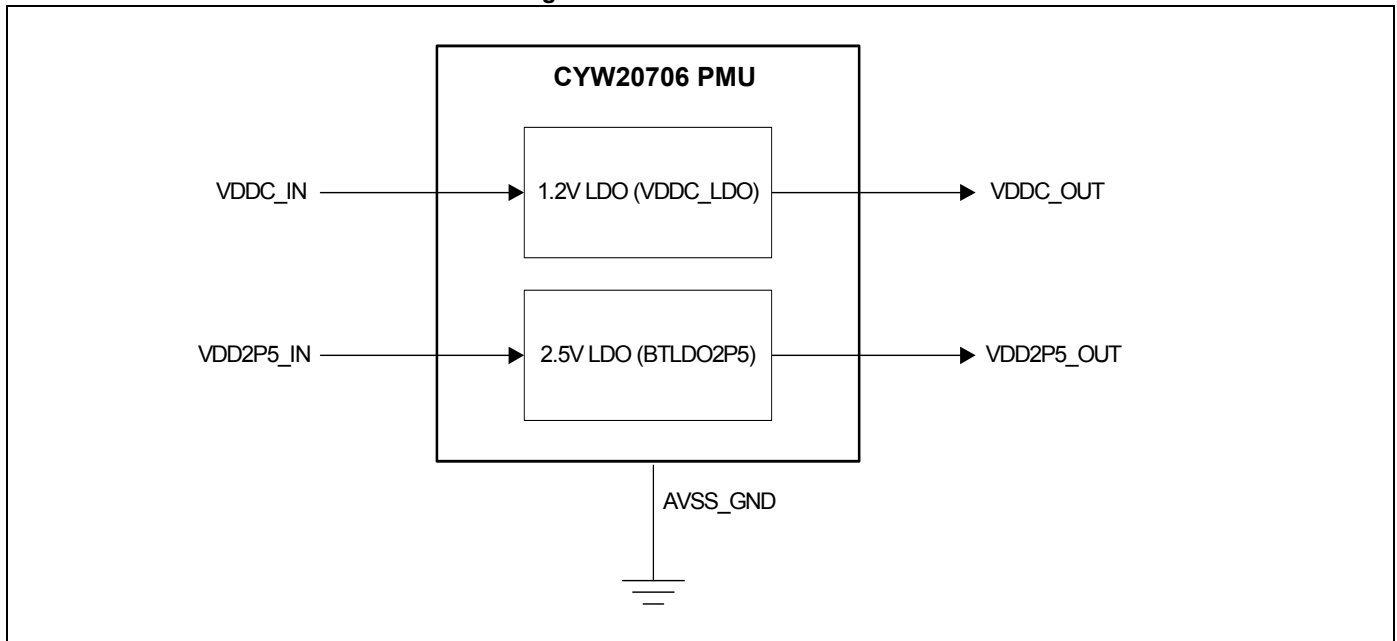 g
CYW20706 PMU
VDDC_IN
1.2V LDO (VDDC_LDO)
VDDC_OUT
VDD2P5_IN
2.5V LDO (BTLDO2P5)
VDD2P5_OUT
AVSS_GND